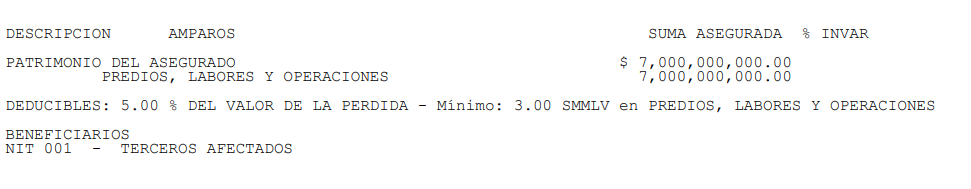 DESCRIPCION AMPAROS SUMA ASEGURADA % INVAR
PATRIMONIO DEL ASEGURADO $ 7,000,000,000.00
PREDIOS, LABORES Y OPERACIONES 7,000,000,000.00
DEDUCIBLES: 5.00 % DEL VALOR DE LA PERDIDA - Mínimo: 3.00 SMMLV en PREDIOS, LABORES Y OPERACIONES
BENEFICIARIOS
NIT 001 - TERCEROS AFECTADOS